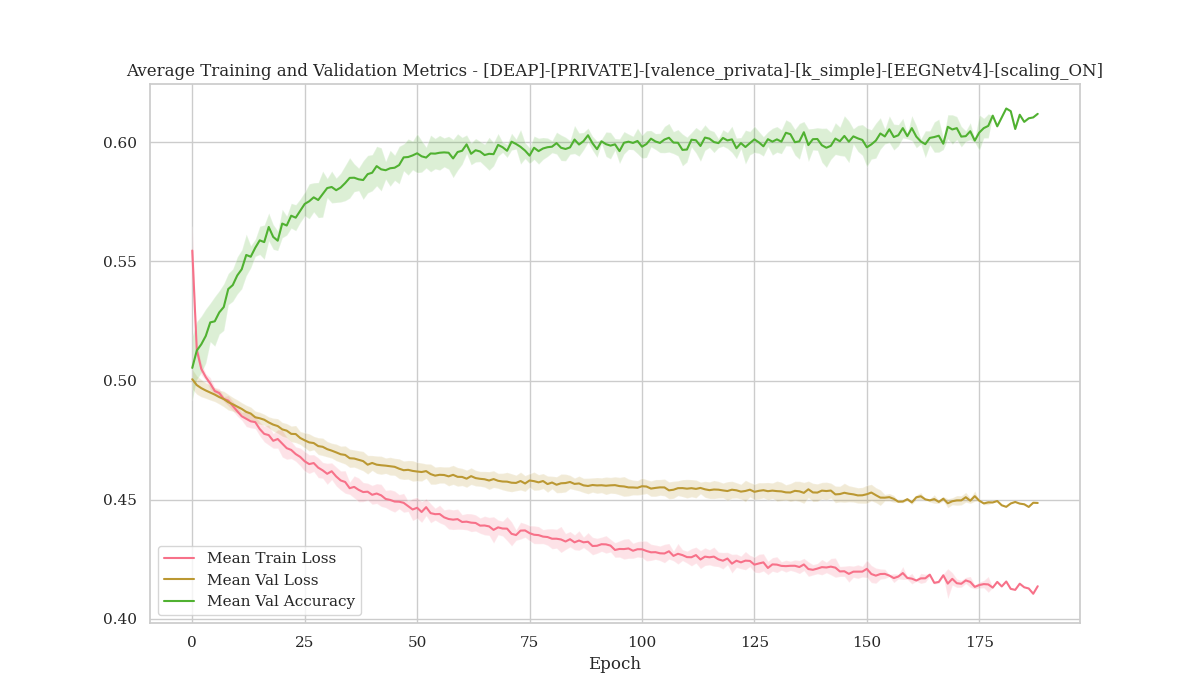 Average Training and Validation Metrics - [DEAP]-[PRIVATE]-[valence_privata]-[k_simple]-[EEGNetv4]-[scaling_ON]
0.60
0.55
0.50
0.45
0.40
Mean Train Loss
Mean Val Loss
Mean Val Accuracy
0 25 50 75 100 125 150 175
Epoch